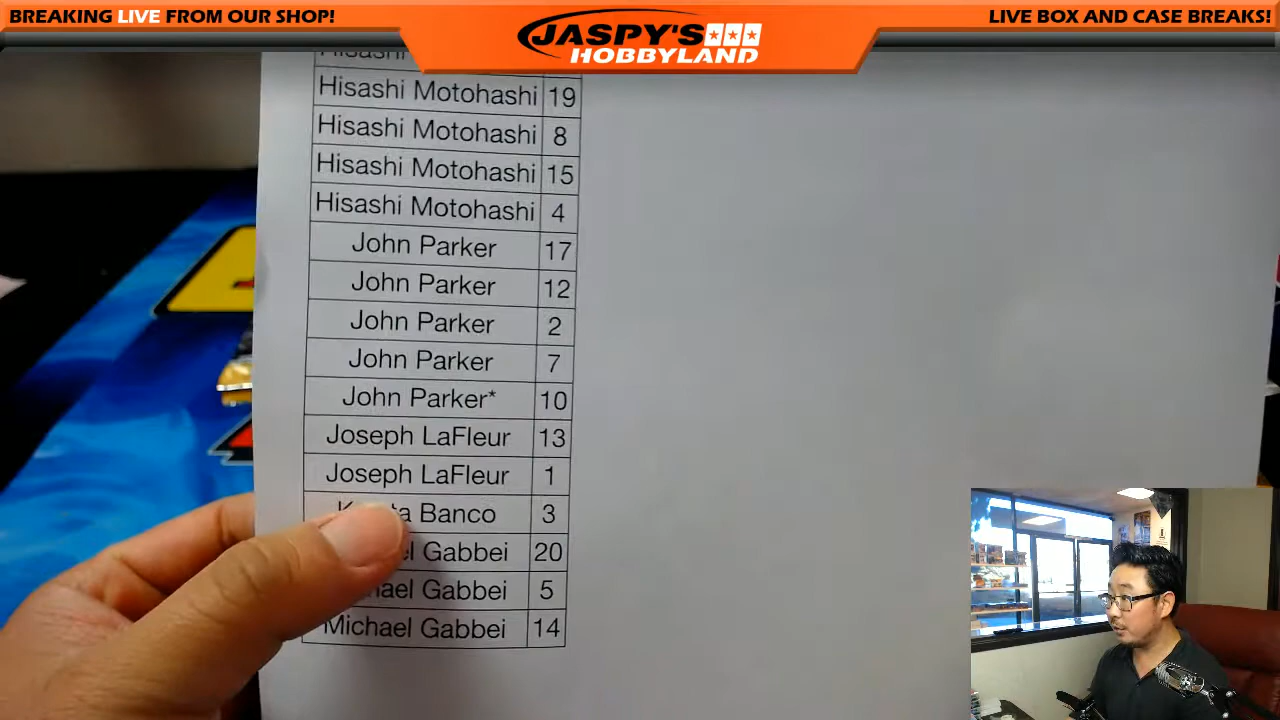 BREAKING LIVE FROM OUR SHOP!
JASPY'S
HOBBYLAND
LIVE BOX AND CASE BREAKS!
Hisashi
Hisashi Motohashi 19
Hisashi Motohashi 8
Hisashi Motohashi 15
Hisashi Motohashi 4
John Parker 17
John Parker 12
John Parker 2
John Parker 7
John Parker* 10
Joseph LaFleur 13
Joseph LaFleur 1
Banco 3
Gabbei 20
Gabbei 5
Michael Gabbei 14